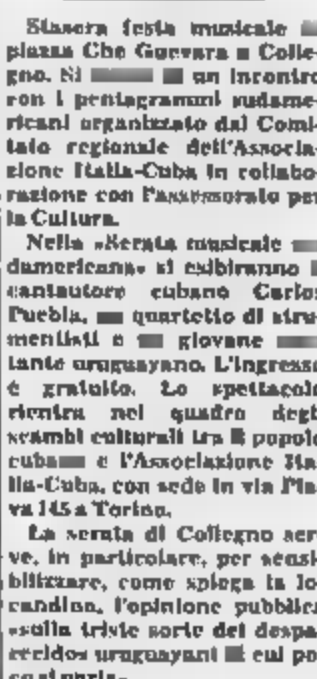 Stasera festa musicale
piazza Che Guevara a Colle-
gno. Si un incontro
con i pentagrammi sudame-
ricani organizzato dal Comi-
tato regionale dell'Associa-
zione Italia-Cuba in collabo-
razione con l'assessorato per
la Cultura.
Nella «Serata musicale
damericana» si esibiranno
cantautore cubano Carlos
Puebla, quartetto di stru-
mentisti e giovane
tante uruguayano. L'ingresso
è gratuito. Lo spettacolo
rientra nel quadro degli
scambi culturali tra popolo
cuba e l'Associazione Ita
lia-Cuba, con sede in via Pia
va 145 a Torino.
La serata di Collegno ser
ve, in particolare, per sensi
bilizzare, come spiega la lo
candina, l'opinione pubblica
«sulla triste sorte dei despa
recidos uruguayani cui po